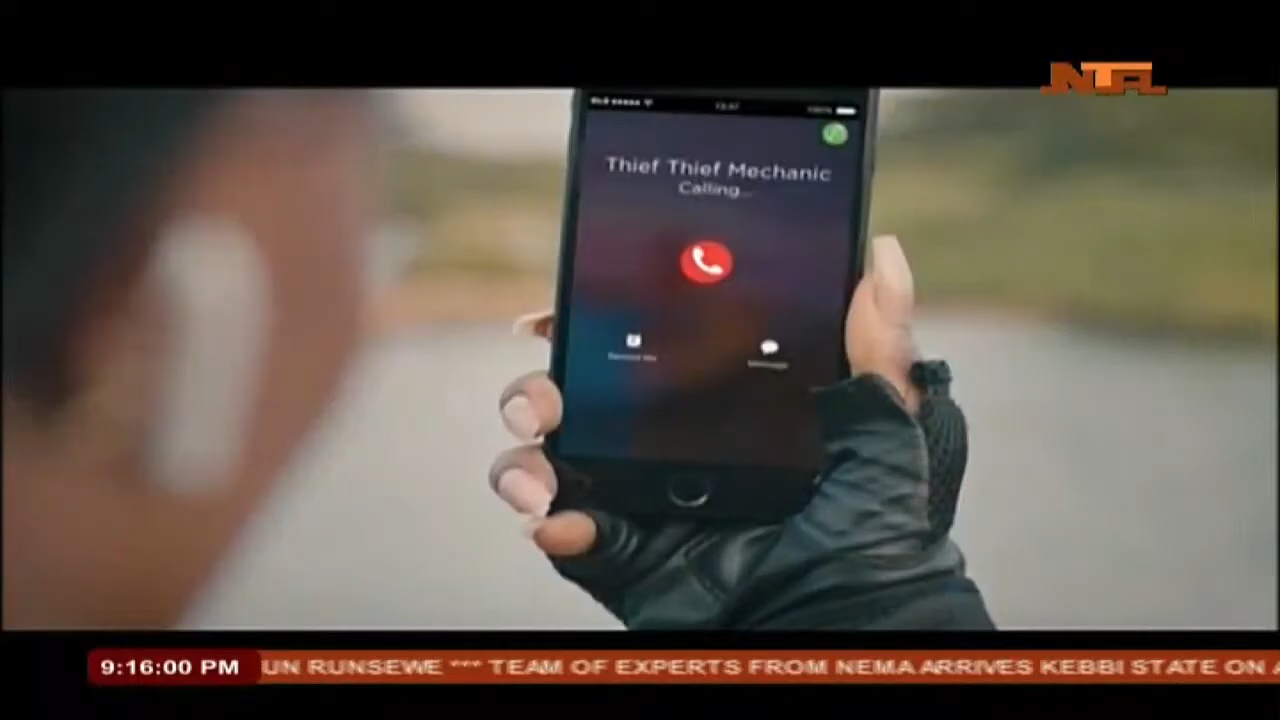 NTA
Thief Thief Mechanic
Calling...
Message
9:16:00 PM
UN RUNSEWE *** TEAM OF EXPERTS FROM NEMA ARRIVES KEBBI STATE ON A